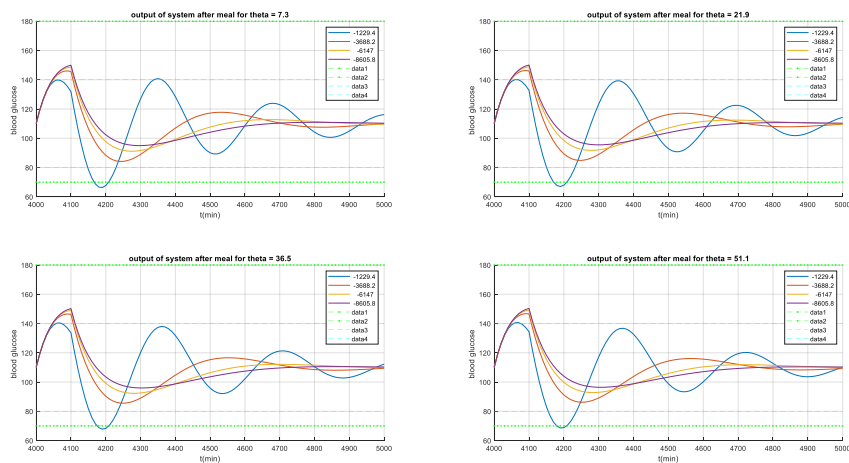 output of system after meal for theta = 7.3
180
160
140
120
100
80
60
blood glucose
4000 4100 4200 4300 4400 4500 4600 4700 4800 4900 5000
t(min)
-1229.4
-3688.2
-6147
-8605.8
data1
data2
data3
data4
output of system after meal for theta = 21.9
180
160
140
120
100
80
60
blood glucose
4000 4100 4200 4300 4400 4500 4600 4700 4800 4900 5000
t(min)
-1229.4
-3688.2
-6147
-8605.8
data1
data2
data3
data4
output of system after meal for theta = 36.5
180
160
140
120
100
80
60
blood glucose
4000 4100 4200 4300 4400 4500 4600 4700 4800 4900 5000
t(min)
-1229.4
-3688.2
-6147
-8605.8
data1
data2
data3
data4
output of system after meal for theta = 51.1
180
160
140
120
100
80
60
blood glucose
4000 4100 4200 4300 4400 4500 4600 4700 4800 4900 5000
t(min)
-1229.4
-3688.2
-6147
-8605.8
data1
data2
data3
data4